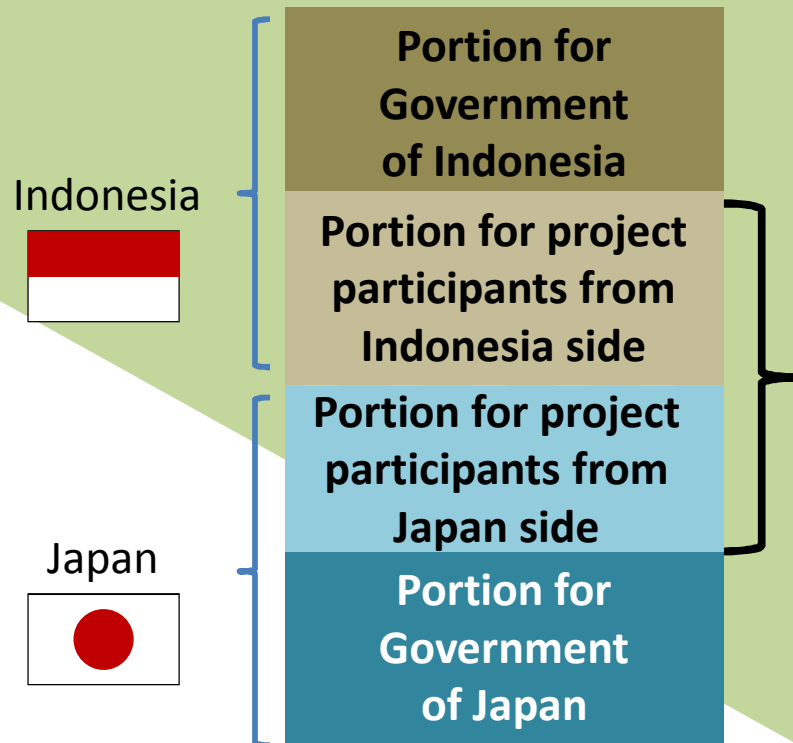 Portion for
Government
of Indonesia
Indonesia
Portion for project
participants from
Indonesia side
Portion for project
participants from
Japan side
Japan
Portion for
Government
of Japan